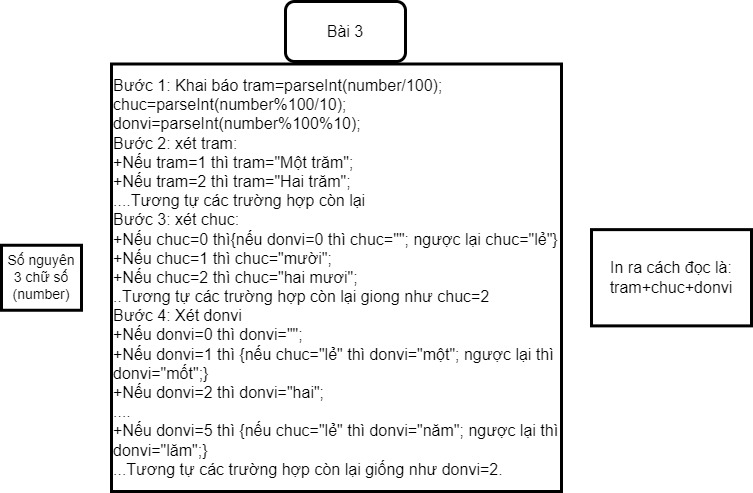 Bài 3
Bước 1: Khai báo tram=parseInt(number/100);
chuc=parseInt(number%100/10);
donvi=parseInt(number%100%10);
Bước 2: xét tram:
+Nếu tram=1 thì tram="Một trăm";
+Nếu tram=2 thì tram="Hai trăm";
....Tương tự các trường hợp còn lại
Bước 3: xét chuc:
+Nếu chuc=0 thì{nếu donvi=0 thì chuc=""; ngược lại chuc="lẻ"}
+Nếu chuc=1 thì chuc="mười";
+Nếu chuc=2 thì chuc="hai mươi";
..Tương tự các trường hợp còn lại giong như chuc=2
Bước 4: Xét donvi
+Nếu donvi=0 thì donvi="";
+Nếu donvi=1 thì {nếu chuc="lẻ" thì donvi="một"; ngược lại thì
donvi="mốt";}
+Nếu donvi=2 thì donvi="hai";
....
+Nếu donvi=5 thì {nếu chuc="lẻ" thì donvi="năm"; ngược lại thì
donvi="lăm";}
...Tương tự các trường hợp còn lại giống như donvi=2.
Số nguyên
3 chữ số
(number)
In ra cách đọc là:
tram+chuc+donvi